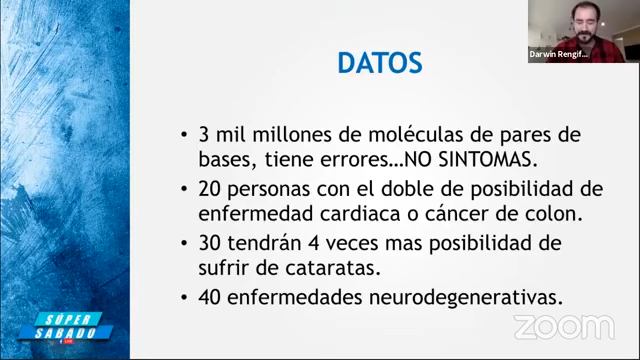 Darwin Rengif...
DATOS
• 3 mil millones de moléculas de pares de
bases, tiene errores…NO SINTOMAS.
• 20 personas con el doble de posibilidad de
enfermedad cardiaca o cáncer de colon.
• 30 tendrán 4 veces mas posibilidad de
sufrir de cataratas.
• 40 enfermedades neurodegenerativas.
SÚPER
SABADO
LIVE
zoom